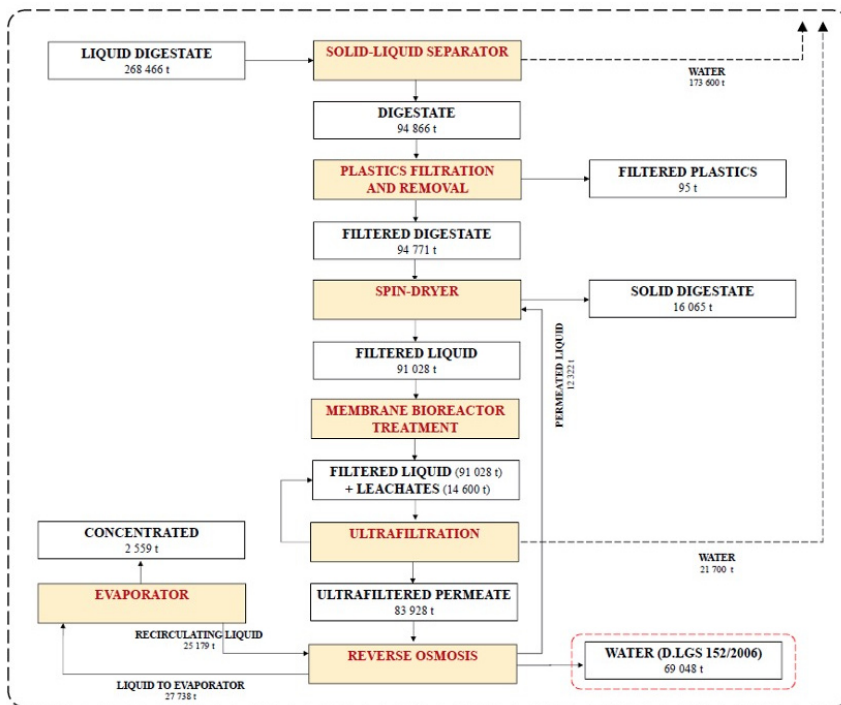 LIQUID DIGESTATE
268 466 t
SOLID-LIQUID SEPARATOR
WATER
173 600 t
DIGESTATE
94 866 t
PLASTICS FILTRATION
AND REMOVAL
FILTERED PLASTICS
95 t
FILTERED DIGESTATE
94 771 t
SPIN-DRYER
SOLID DIGESTATE
16 065 t
PERMEATED LIQUID
12 322 t
FILTERED LIQUID
91 028 t
MEMBRANE BIOREACTOR
TREATMENT
FILTERED LIQUID (91 028 t)
+ LEACHATES (14 600 t)
CONCENTRATED
2 559 t
ULTRAFILTRATION
WATER
21 700 t
EVAPORATOR
ULTRAFILTERED PERMEATE
83 928 t
RECIRCULATING LIQUID
25 179 t
REVERSE OSMOSIS
WATER (D.LGS 152/2006)
69 048 t
LIQUID TO EVAPORATOR
27 738 t